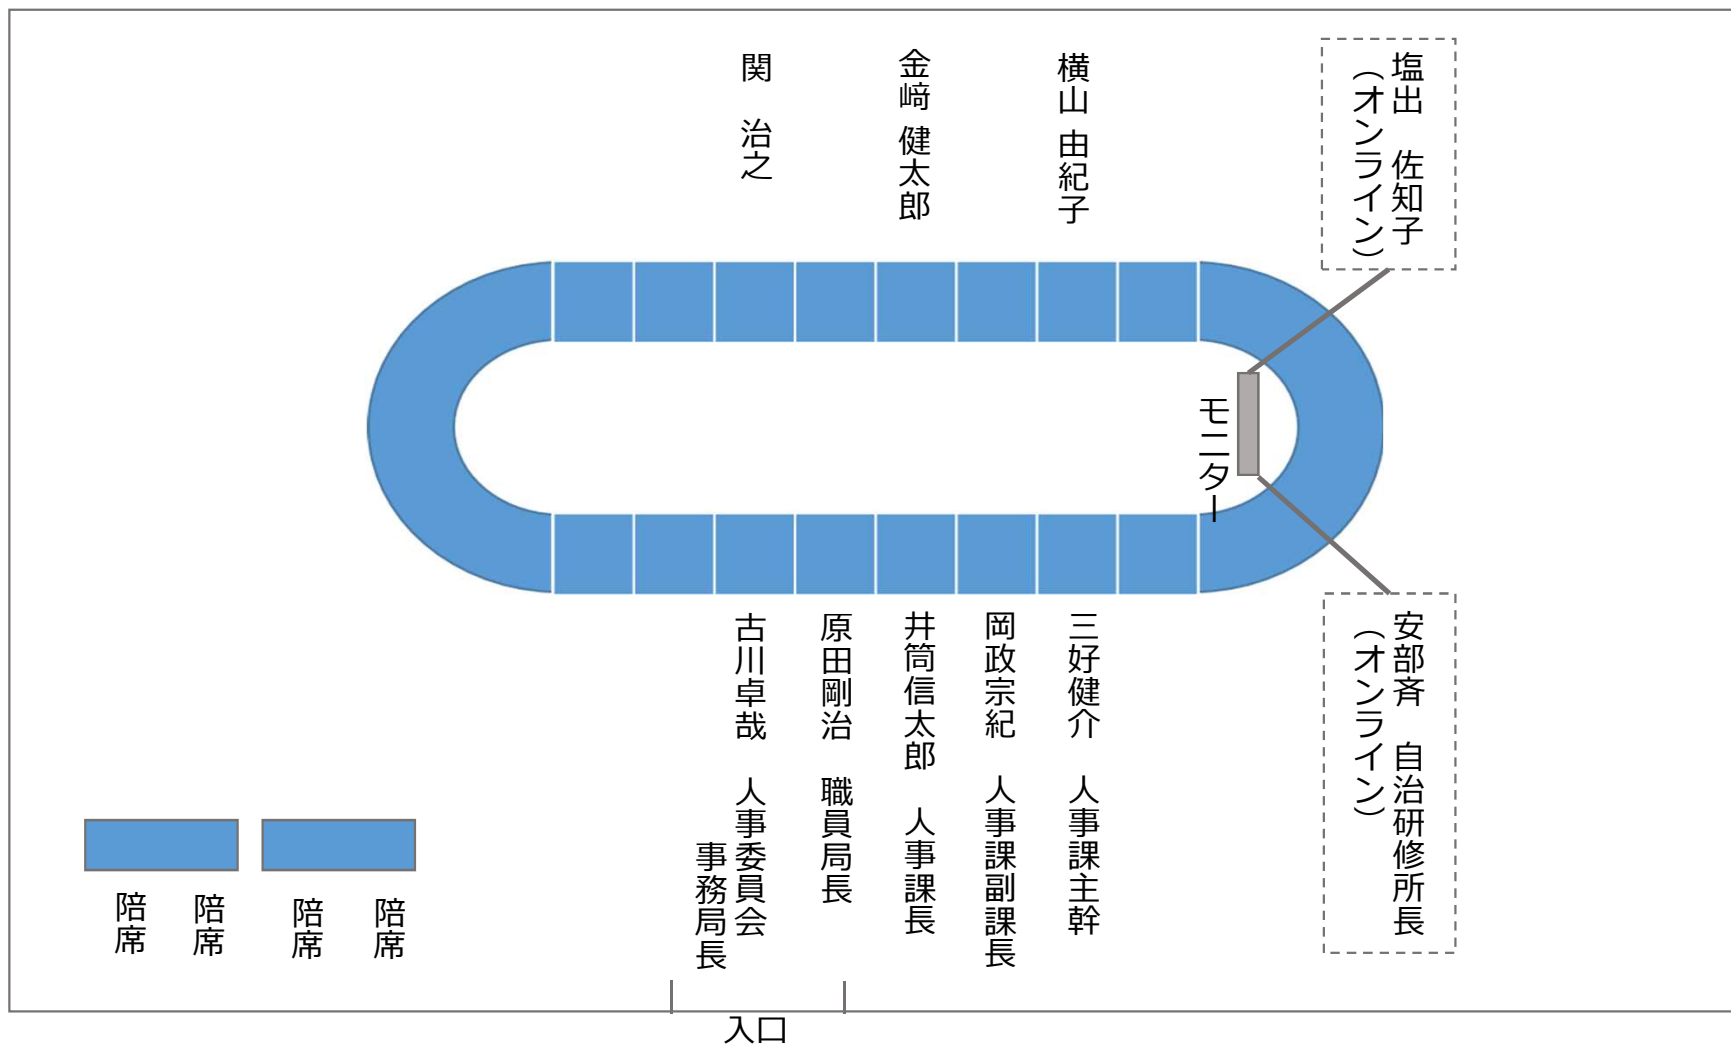 関 治之
金﨑 健太郎
横山 由紀子
塩出 佐知子
（オンライン）
モニター
古川卓哉 人事委員会
事務局長
原田剛治 職員局長
井筒信太郎 人事課長
岡政宗紀 人事課副課長
三好健介 人事課主幹
安部斉 自治研修所長
（オンライン）
陪席
陪席
陪席
陪席
入口